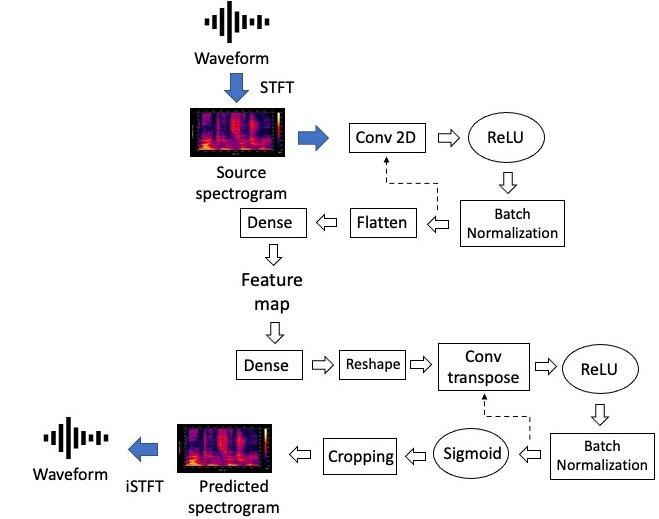 Waveform
STFT
Source
spectrogram
Conv 2D
ReLU
Batch
Normalization
Flatten
Dense
Feature
map
Dense
Reshape
Conv
transpose
ReLU
Batch
Normalization
Sigmoid
Cropping
Predicted
spectrogram
iSTFT
Waveform